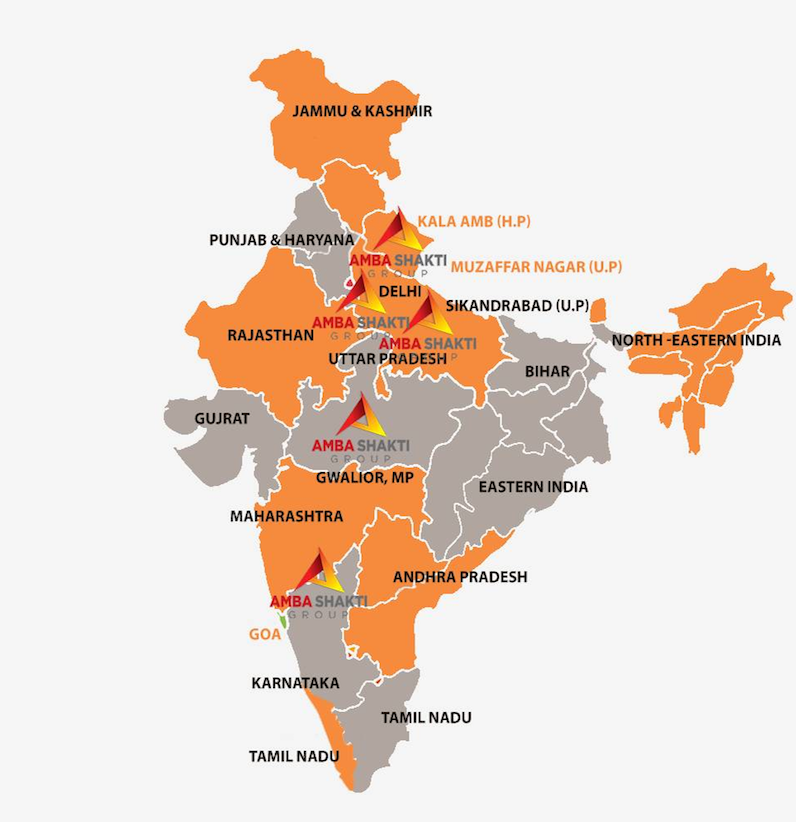 JAMMU & KASHMIR
KALA AMB (H.P)
PUNJAB & HARYANA
AMBA SHAKTI
GROUP
MUZAFFAR NAGAR (U.P)
DELHI
SIKANDRABAD (U.P)
AMBA SHAKTI
GROUP
RAJASTHAN
AMBA SHAKTI
GROUP
NORTH -EASTERN INDIA
UTTAR PRADESH
BIHAR
GUJRAT
AMBA SHAKTI
GROUP
GWALIOR, MP
EASTERN INDIA
MAHARASHTRA
ANDHRA PRADESH
AMBA SHAKTI
GROUP
GOA
KARNATAKA
TAMIL NADU
TAMIL NADU